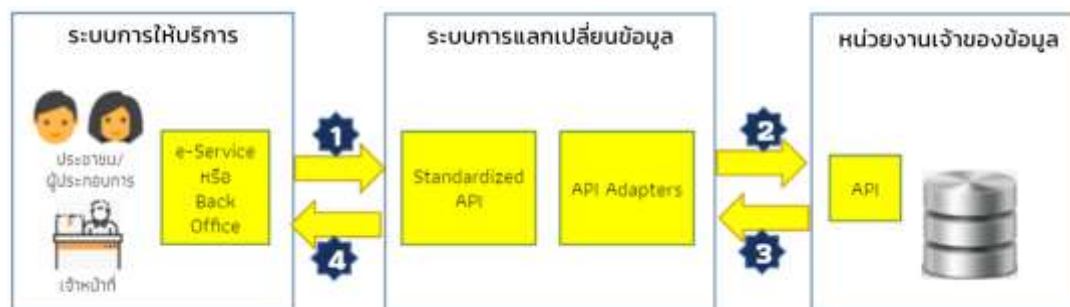 ระบบการให้บริการ
ประชาชน/
ผู้ประกอบการ
เจ้าหน้าที่
e-Service
หรือ
Back
Office
1
4
ระบบการแลกเปลี่ยนข้อมูล
Standardized
API
API Adapters
2
3
หน่วยงานเจ้าของข้อมูล
API